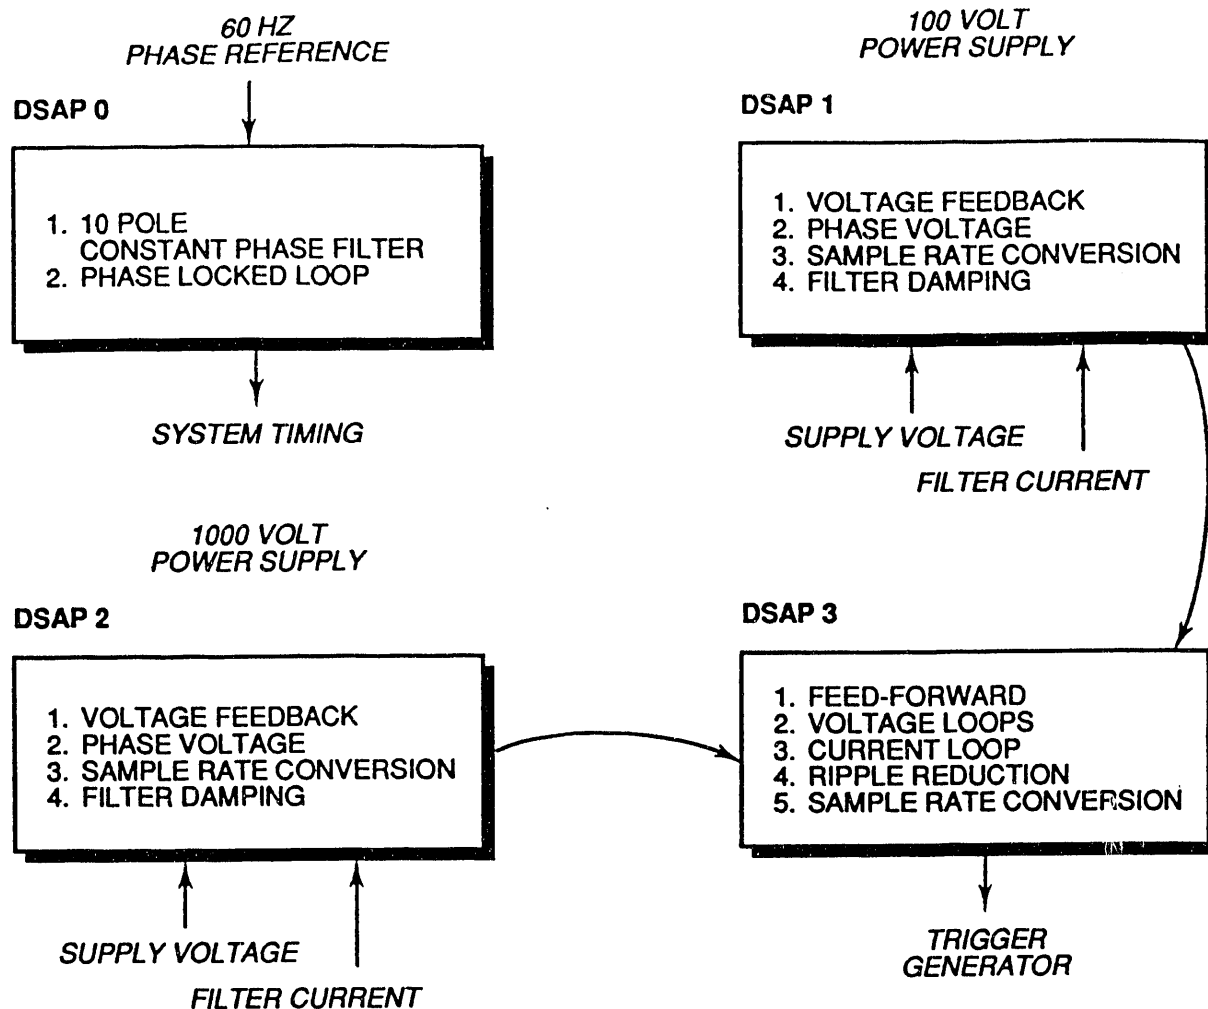 60 HZ
PHASE REFERENCE
DSAP 0
1. 10 POLE
CONSTANT PHASE FILTER
2. PHASE LOCKED LOOP
SYSTEM TIMING
100 VOLT
POWER SUPPLY
DSAP 1
1. VOLTAGE FEEDBACK
2. PHASE VOLTAGE
3. SAMPLE RATE CONVERSION
4. FILTER DAMPING
SUPPLY VOLTAGE
FILTER CURRENT
1000 VOLT
POWER SUPPLY
DSAP 2
1. VOLTAGE FEEDBACK
2. PHASE VOLTAGE
3. SAMPLE RATE CONVERSION
4. FILTER DAMPING
SUPPLY VOLTAGE
FILTER CURRENT
DSAP 3
1. FEED-FORWARD
2. VOLTAGE LOOPS
3. CURRENT LOOP
4. RIPPLE REDUCTION
5. SAMPLE RATE CONVERSION
TRIGGER
GENERATOR